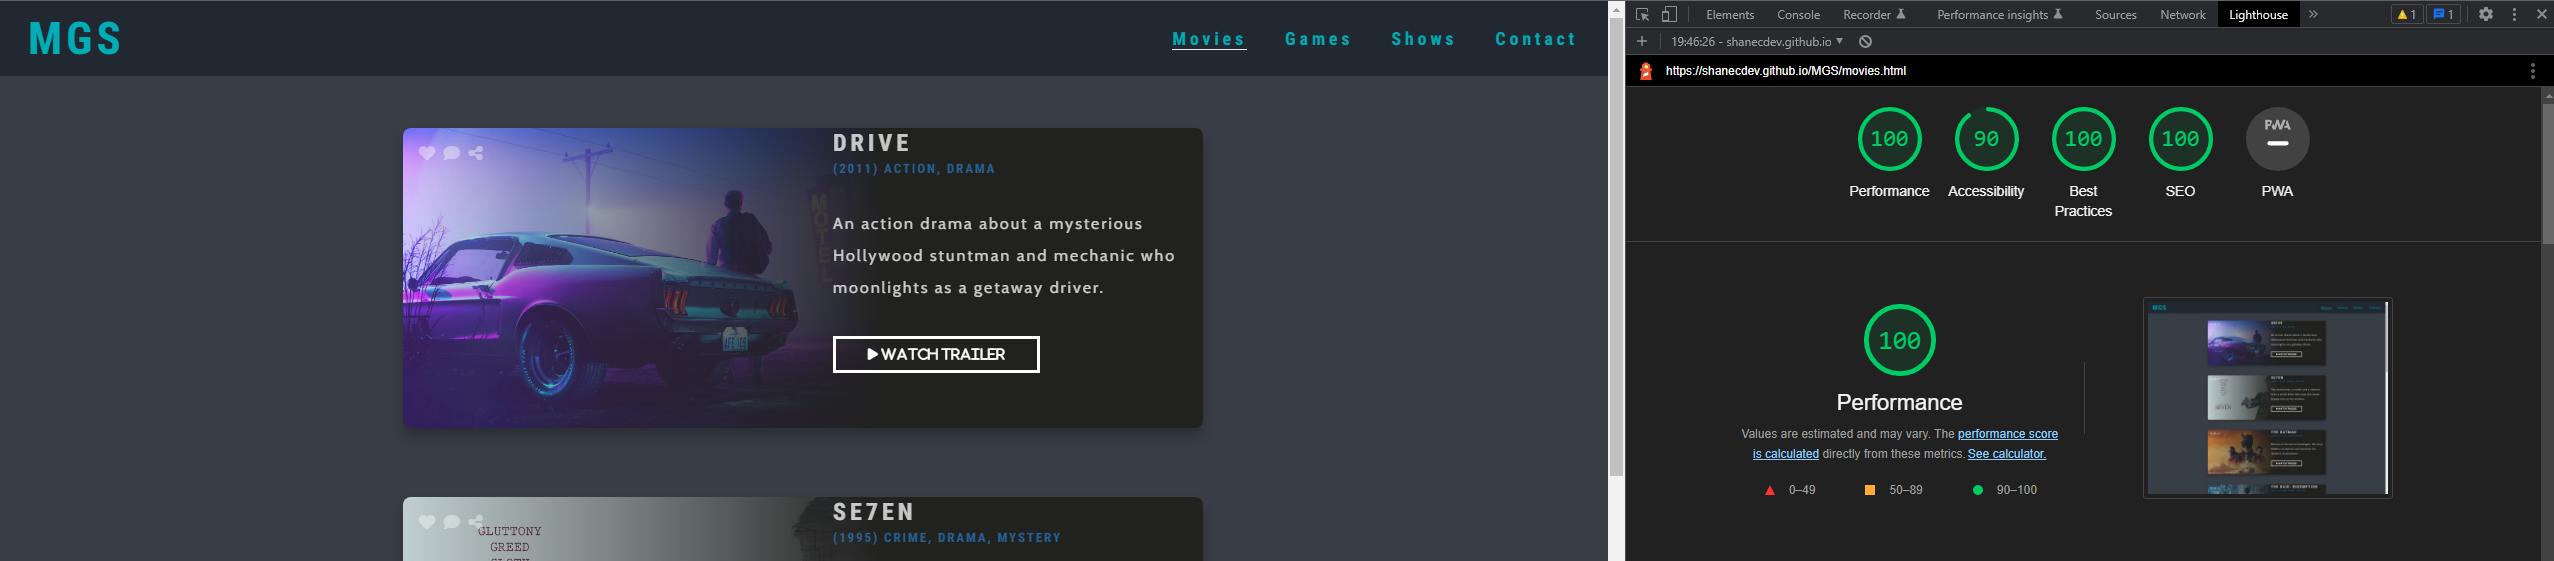 MGS
Movies Games Shows Contact
DRIVE
(2011) ACTION, DRAMA
MOTEL
An action drama about a mysterious
Hollywood stuntman and mechanic who
moonlights as a getaway driver.
WATCH TRAILER
SE7EN
(1995) CRIME, DRAMA, MYSTERY
GLUTTONY
GREED
Elements Console Recorder Performance insights Sources Network Lighthouse 1 1
19:46:26 - shanecdev.github.io
https://shanecdev.github.io/MGS/movies.html
100 90 100 100 PWA
Performance Accessibility Best Practices SEO PWA
100
Performance
Values are estimated and may vary. The performance score
is calculated directly from these metrics. See calculator.
0–49 50–89 90–100